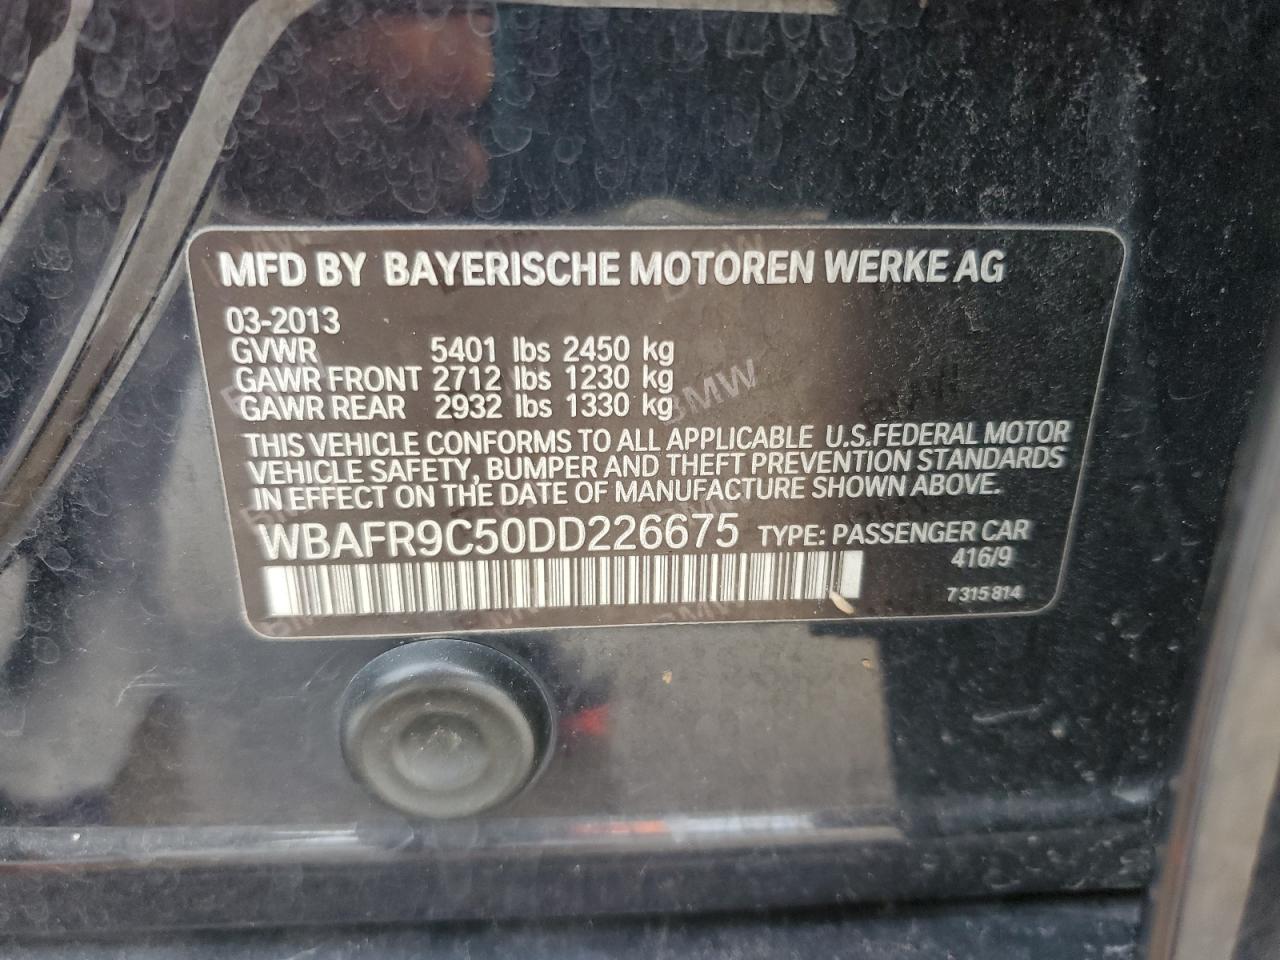 MFD BY BAYERISCHE MOTOREN WERKE AG
03-2013
GVWR 5401 lbs 2450 kg
GAWR FRONT 2712 lbs 1230 kg
GAWR REAR 2932 lbs 1330 kg
THIS VEHICLE CONFORMS TO ALL APPLICABLE U.S.FEDERAL MOTOR
VEHICLE SAFETY, BUMPER AND THEFT PREVENTION STANDARDS
IN EFFECT ON THE DATE OF MANUFACTURE SHOWN ABOVE.
WBAFR9C50DD226675 TYPE: PASSENGER CAR
416/9
7 315 814